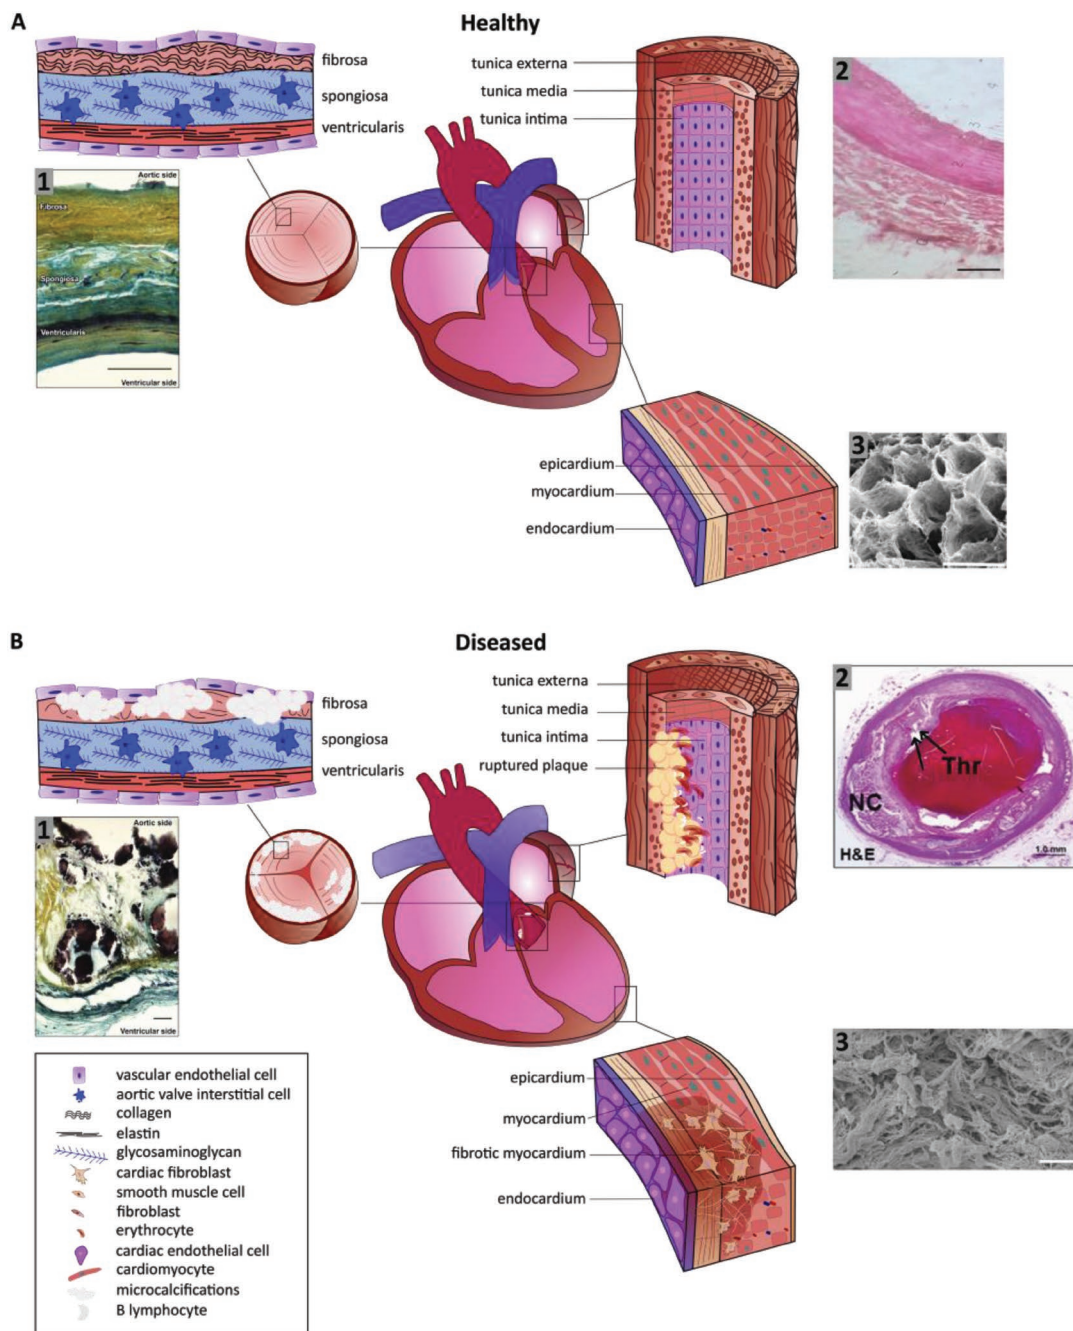 A
Healthy
fibrosa
spongiosa
ventricularis
tunica externa
tunica media
tunica intima
2
1
Aortic side
Fibrosa
Spongiosa
Ventricularis
Ventricular side
epicardium
myocardium
endocardium
3
B
Diseased
fibrosa
spongiosa
ventricularis
tunica externa
tunica media
tunica intima
ruptured plaque
2
Thr
NC
H&E
1.0 mm
1
Aortic side
Ventricular side
epicardium
myocardium
fibrotic myocardium
endocardium
3
vascular endothelial cell
aortic valve interstitial cell
collagen
elastin
glycosaminoglycan
cardiac fibroblast
smooth muscle cell
fibroblast
erythrocyte
cardiac endothelial cell
cardiomyocyte
microcalcifications
B lymphocyte